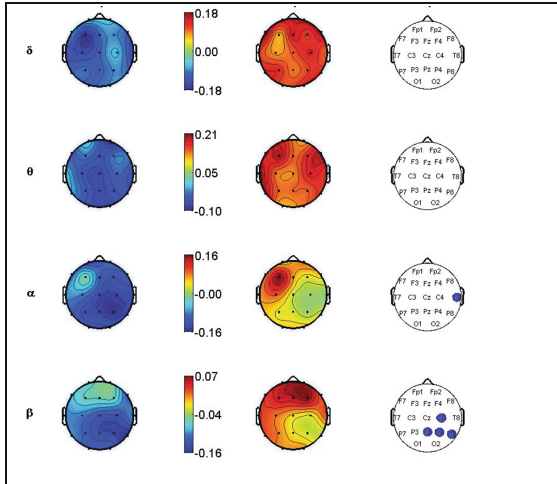 0.18
Fp1 Fp2
F7 F3 Fz F4 F8
δ 0.00 T7 C3 Cz C4 T8
P7 P3 Pz P4 P8
-0.18 O1 O2
0.21
Fp1 Fp2
F7 F3 Fz F4 F8
θ 0.05 T7 C3 Cz C4 T8
P7 P3 Pz P4 P8
-0.10 O1 O2
0.16
Fp1 Fp2
F7 F3 Fz F4 F8
α -0.00 T7 C3 Cz C4
P7 P3 Pz P4 P8
-0.16 O1 O2
0.07
Fp1 Fp2
F7 F3 Fz F4 F8
β -0.04 T7 C3 Cz T8
P7 P3
-0.16 O1 O2